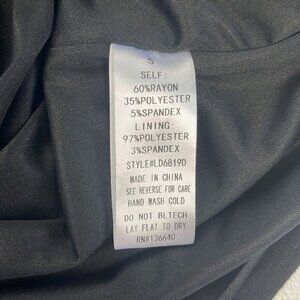 S
SELF:
60%RAYON
35%POLYESTER
5%SPANDEX
LINING:
97%POLYESTER
3%SPANDEX
STYLE#LD6819D
MADE IN CHINA
SEE REVERSE FOR CARE
HAND WASH COLD
DO NOT BLTECH
LAY FLAT TO DRY
RN#136640